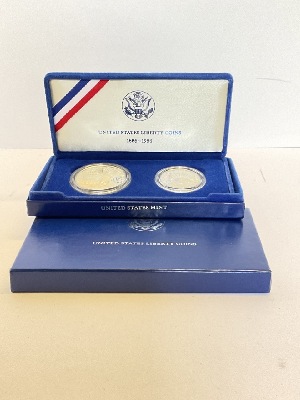 UNITED STATES LIBERTY COINS
1886-1986
UNITED STATES MINT
UNITED STATES LIBERTY COINS